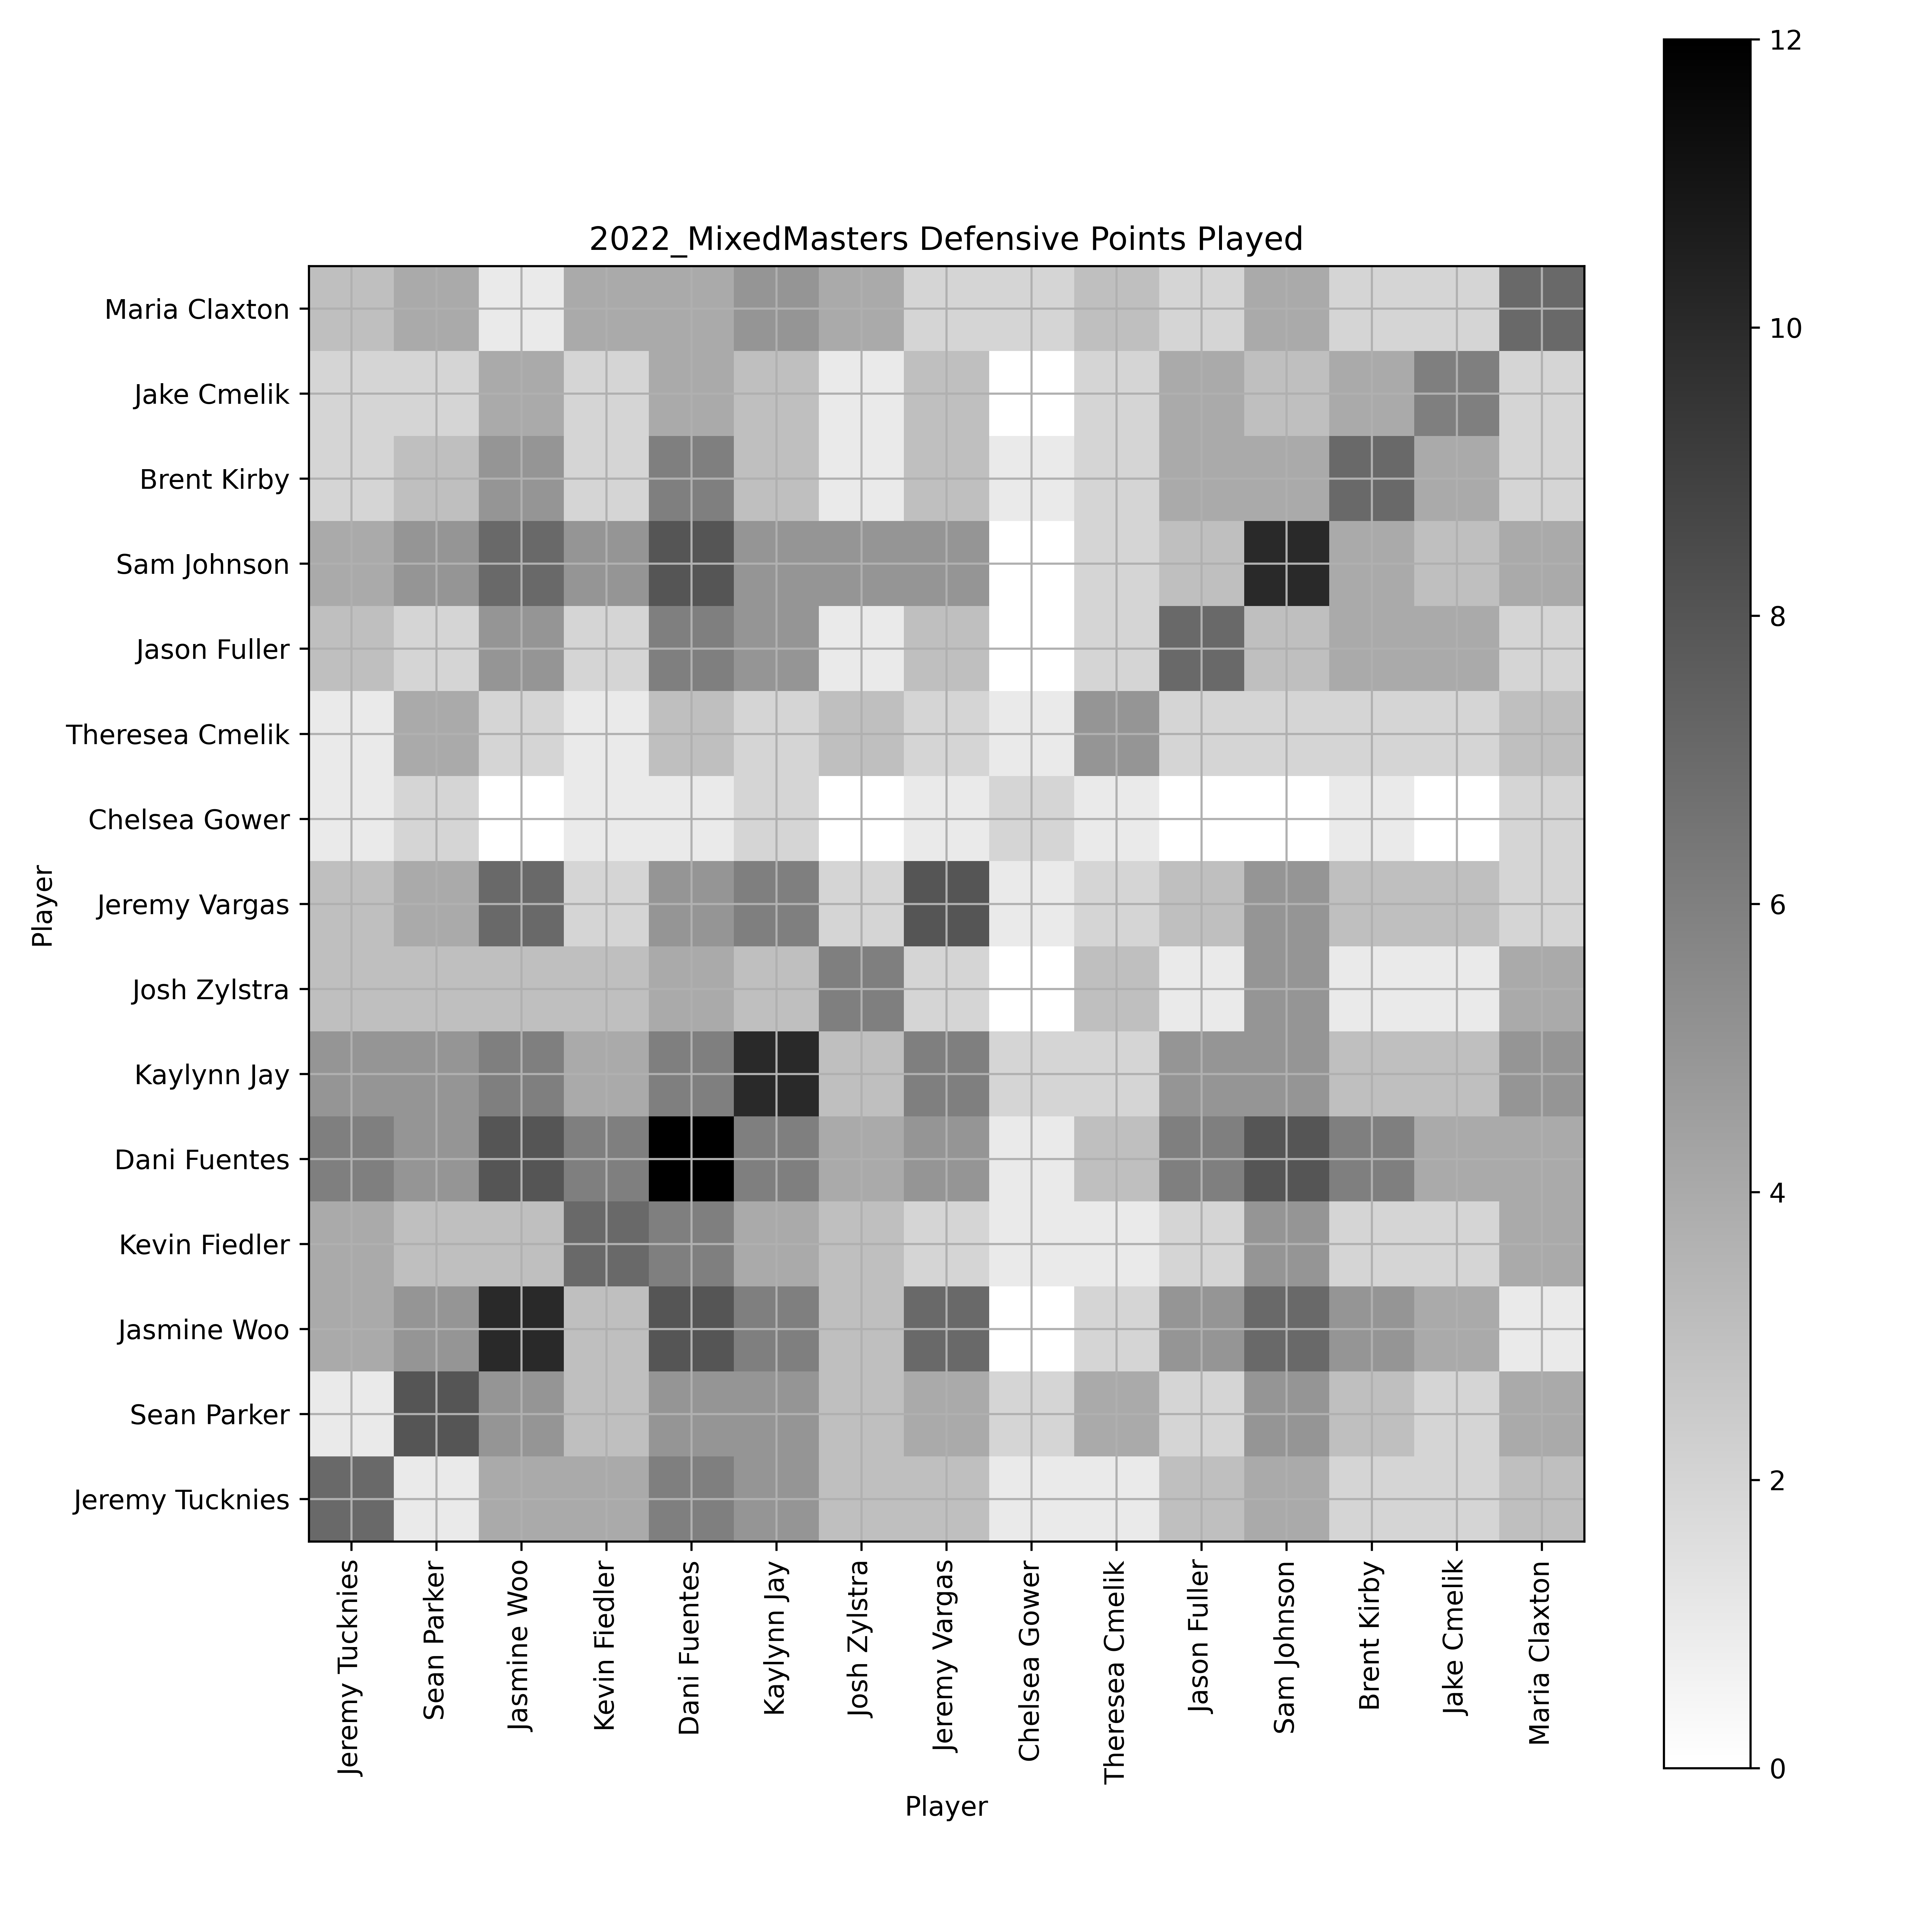 2022_MixedMasters Defensive Points Played
Player
Maria Claxton
Jake Cmelik
Brent Kirby
Sam Johnson
Jason Fuller
Theresea Cmelik
Chelsea Gower
Jeremy Vargas
Josh Zylstra
Kaylynn Jay
Dani Fuentes
Kevin Fiedler
Jasmine Woo
Sean Parker
Jeremy Tucknies
Jeremy Tucknies
Sean Parker
Jasmine Woo
Kevin Fiedler
Dani Fuentes
Kaylynn Jay
Josh Zylstra
Jeremy Vargas
Chelsea Gower
Theresea Cmelik
Jason Fuller
Sam Johnson
Brent Kirby
Jake Cmelik
Maria Claxton
Player
12
10
8
6
4
2
0